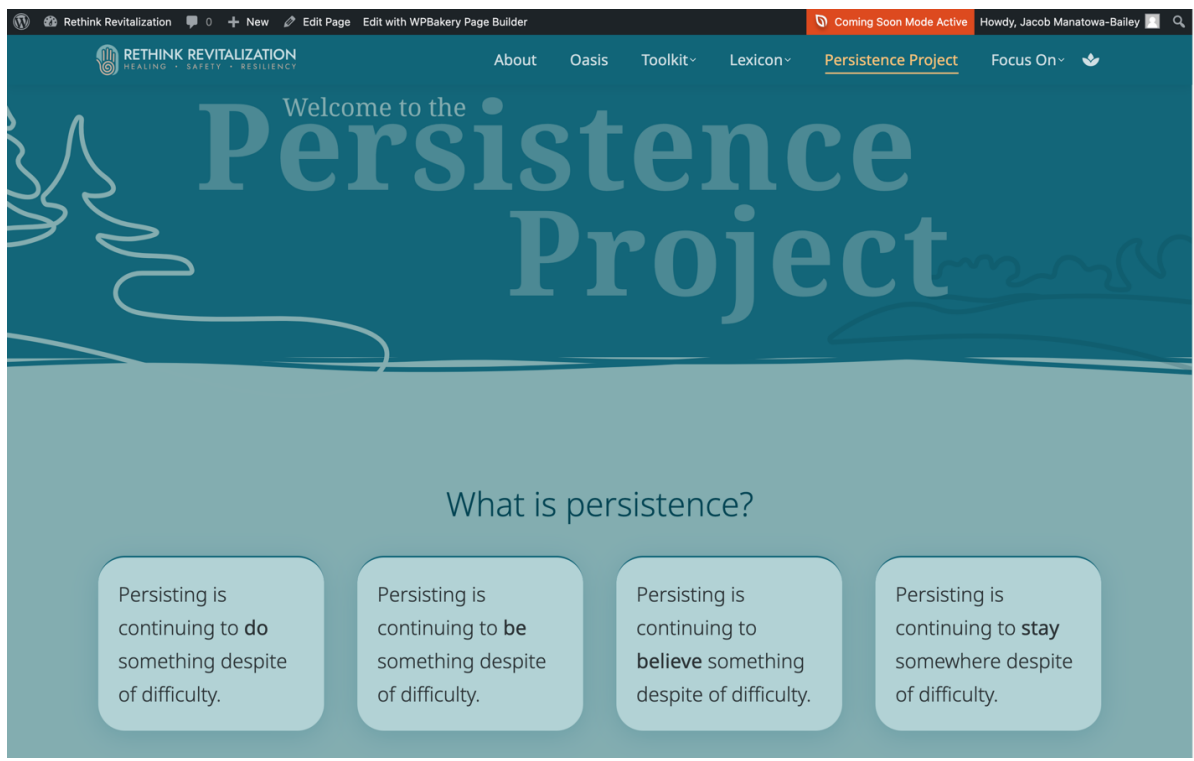 Rethink Revitalization 0 New Edit Page Edit with WPBakery Page Builder Coming Soon Mode Active Howdy, Jacob Manatowa-Bailey
RETHINK REVITALIZATION
HEALING · SAFETY · RESILIENCY
About Oasis Toolkit Lexicon Persistence Project Focus On
Welcome to the
Persistence
Project
What is persistence?
Persisting is
continuing to do
something despite
of difficulty.
Persisting is
continuing to be
something despite
of difficulty.
Persisting is
continuing to
believe something
despite of difficulty.
Persisting is
continuing to stay
somewhere despite
of difficulty.